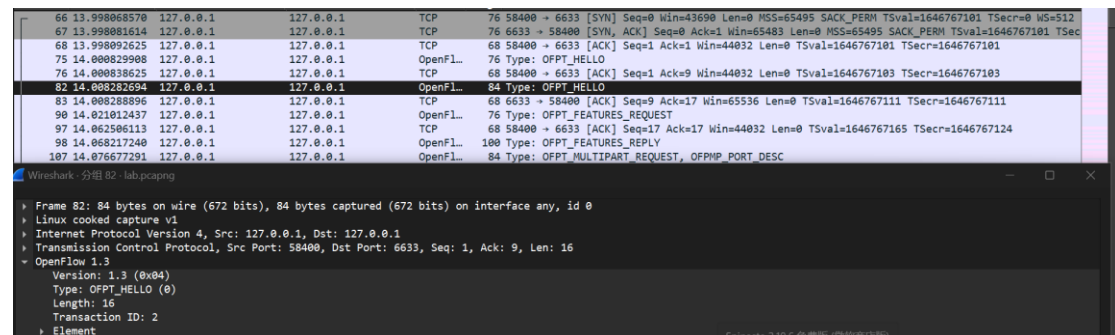 66 13.998068570 127.0.0.1 127.0.0.1 TCP 76 58400 → 6633 [SYN] Seq=0 Win=43690 Len=0 MSS=65495 SACK_PERM TSval=1646767101 TSecr=0 WS=512
67 13.998081614 127.0.0.1 127.0.0.1 TCP 76 6633 → 58400 [SYN, ACK] Seq=0 Ack=1 Win=65483 Len=0 MSS=65495 SACK_PERM TSval=1646767101 TSec
68 13.998092625 127.0.0.1 127.0.0.1 TCP 68 58400 → 6633 [ACK] Seq=1 Ack=1 Win=44032 Len=0 TSval=1646767101 TSecr=1646767101
75 14.000829908 127.0.0.1 127.0.0.1 OpenFl… 76 Type: OFPT_HELLO
76 14.000838625 127.0.0.1 127.0.0.1 TCP 68 58400 → 6633 [ACK] Seq=1 Ack=9 Win=44032 Len=0 TSval=1646767103 TSecr=1646767103
82 14.008282694 127.0.0.1 127.0.0.1 OpenFl… 84 Type: OFPT_HELLO
83 14.008288896 127.0.0.1 127.0.0.1 TCP 68 6633 → 58400 [ACK] Seq=9 Ack=17 Win=65536 Len=0 TSval=1646767111 TSecr=1646767111
90 14.021012437 127.0.0.1 127.0.0.1 OpenFl… 76 Type: OFPT_FEATURES_REQUEST
97 14.062506113 127.0.0.1 127.0.0.1 TCP 68 58400 → 6633 [ACK] Seq=17 Ack=17 Win=44032 Len=0 TSval=1646767165 TSecr=1646767124
98 14.068217240 127.0.0.1 127.0.0.1 OpenFl… 100 Type: OFPT_FEATURES_REPLY
107 14.076677291 127.0.0.1 127.0.0.1 OpenFl… 84 Type: OFPT_MULTIPART_REQUEST, OFPMP_PORT_DESC
Wireshark · 分组 82 · lab.pcapng
Frame 82: 84 bytes on wire (672 bits), 84 bytes captured (672 bits) on interface any, id 0
Linux cooked capture v1
Internet Protocol Version 4, Src: 127.0.0.1, Dst: 127.0.0.1
Transmission Control Protocol, Src Port: 58400, Dst Port: 6633, Seq: 1, Ack: 9, Len: 16
OpenFlow 1.3
Version: 1.3 (0x04)
Type: OFPT_HELLO (0)
Length: 16
Transaction ID: 2
Element